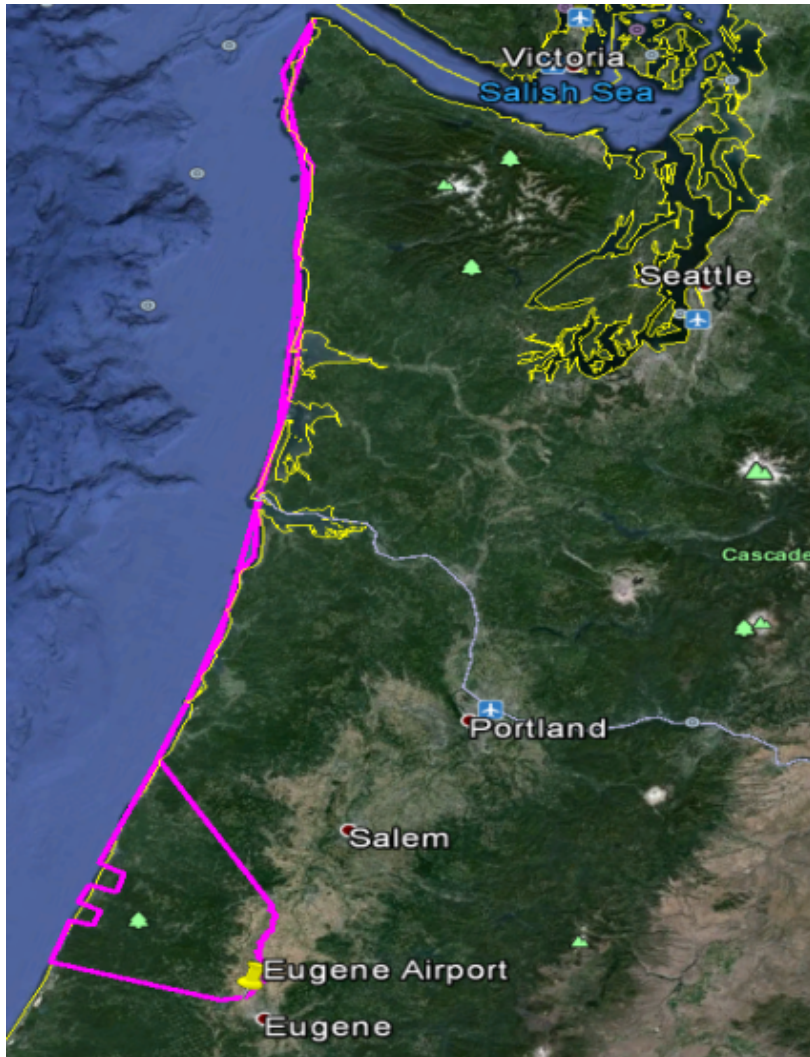 Victoria
Salish Sea
Seattle
Cascade
Portland
Salem
Eugene Airport
Eugene